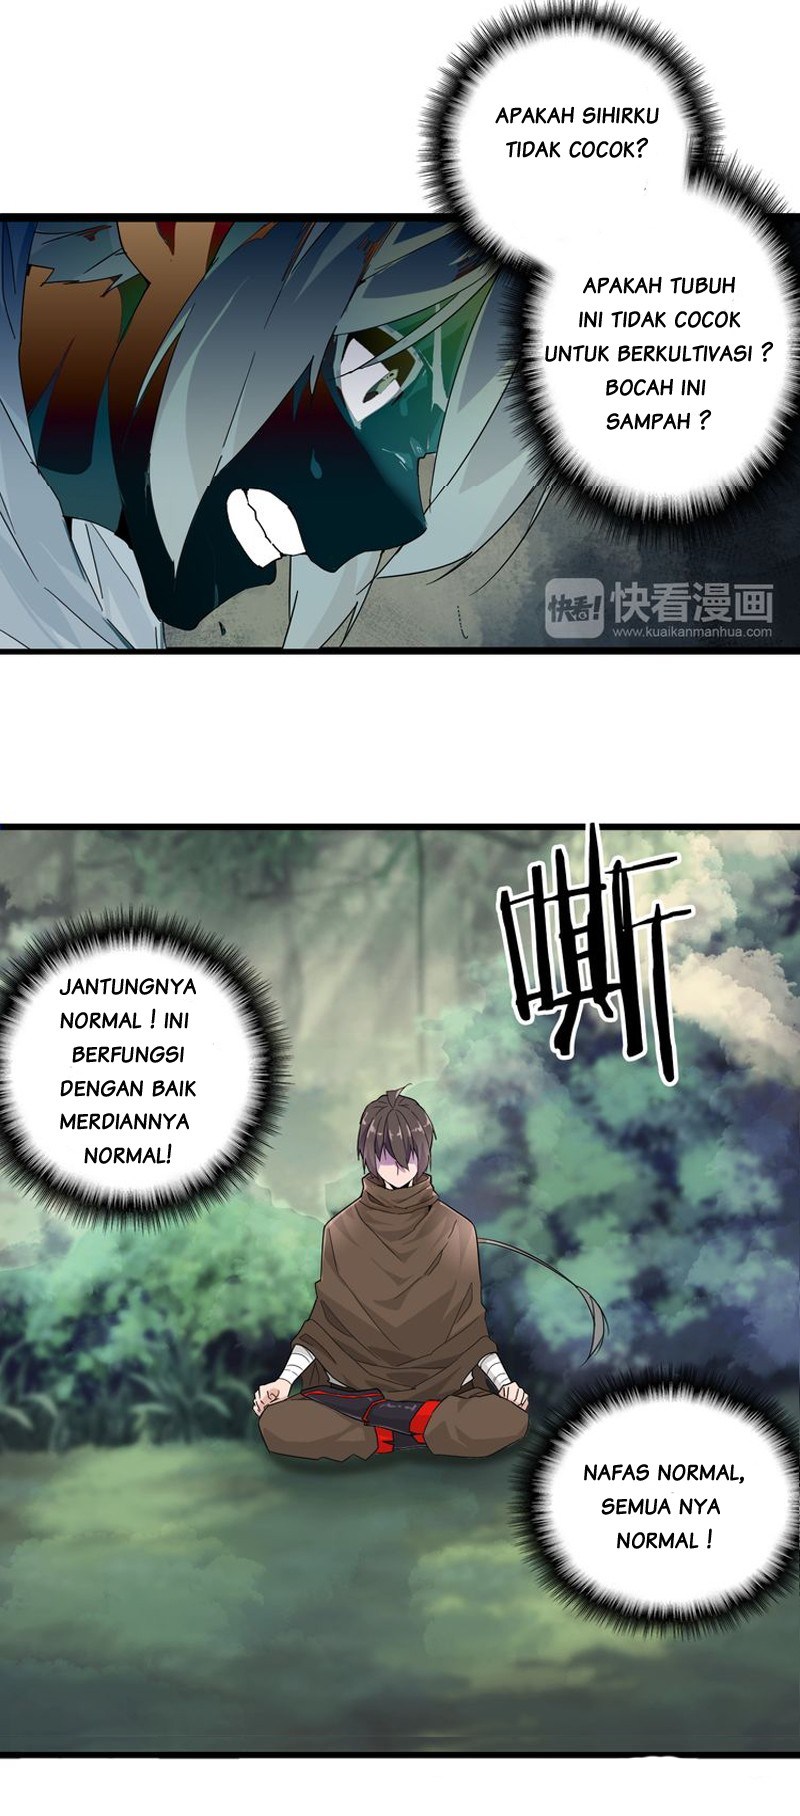 APAKAH SIHIRKU
TIDAK COCOK?
APAKAH TUBUH
INI TIDAK COCOK
UNTUK BERKULTIVASI ?
BOCAH INI
SAMPAH ?
快看!
快看漫画
www.kuaikanmanhua.com
嘶
JANTUNGNYA
NORMAL ! INI
BERFUNGSI
DENGAN BAIK
MERDIANNYA
NORMAL!
NAFAS NORMAL,
SEMUA NYA
NORMAL !